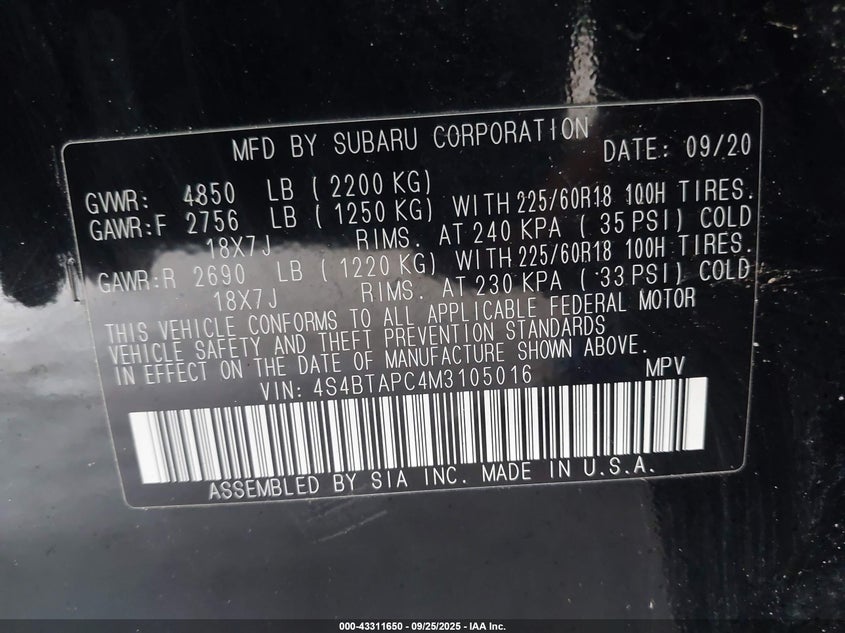 MFD BY SUBARU CORPORATION DATE: 09/20
GVWR: 4850 LB ( 2200 KG)
GAWR:F 2756 LB ( 1250 KG) WITH 225/60R18 100H TIRES.
18X7J RIMS. AT 240 KPA ( 35 PSI) COLD
GAWR:R 2690 LB ( 1220 KG) WITH 225/60R18 100H TIRES.
18X7J RIMS. AT 230 KPA ( 33 PSI) COLD
THIS VEHICLE CONFORMS TO ALL APPLICABLE FEDERAL MOTOR
VEHICLE SAFETY AND THEFT PREVENTION STANDARDS
IN EFFECT ON THE DATE OF MANUFACTURE SHOWN ABOVE.
VIN: 4S4BTAPC4M3105016 MPV
ASSEMBLED BY SIA INC. MADE IN U.S.A.
000-43311650 - 09/25/2025 - IAA Inc.